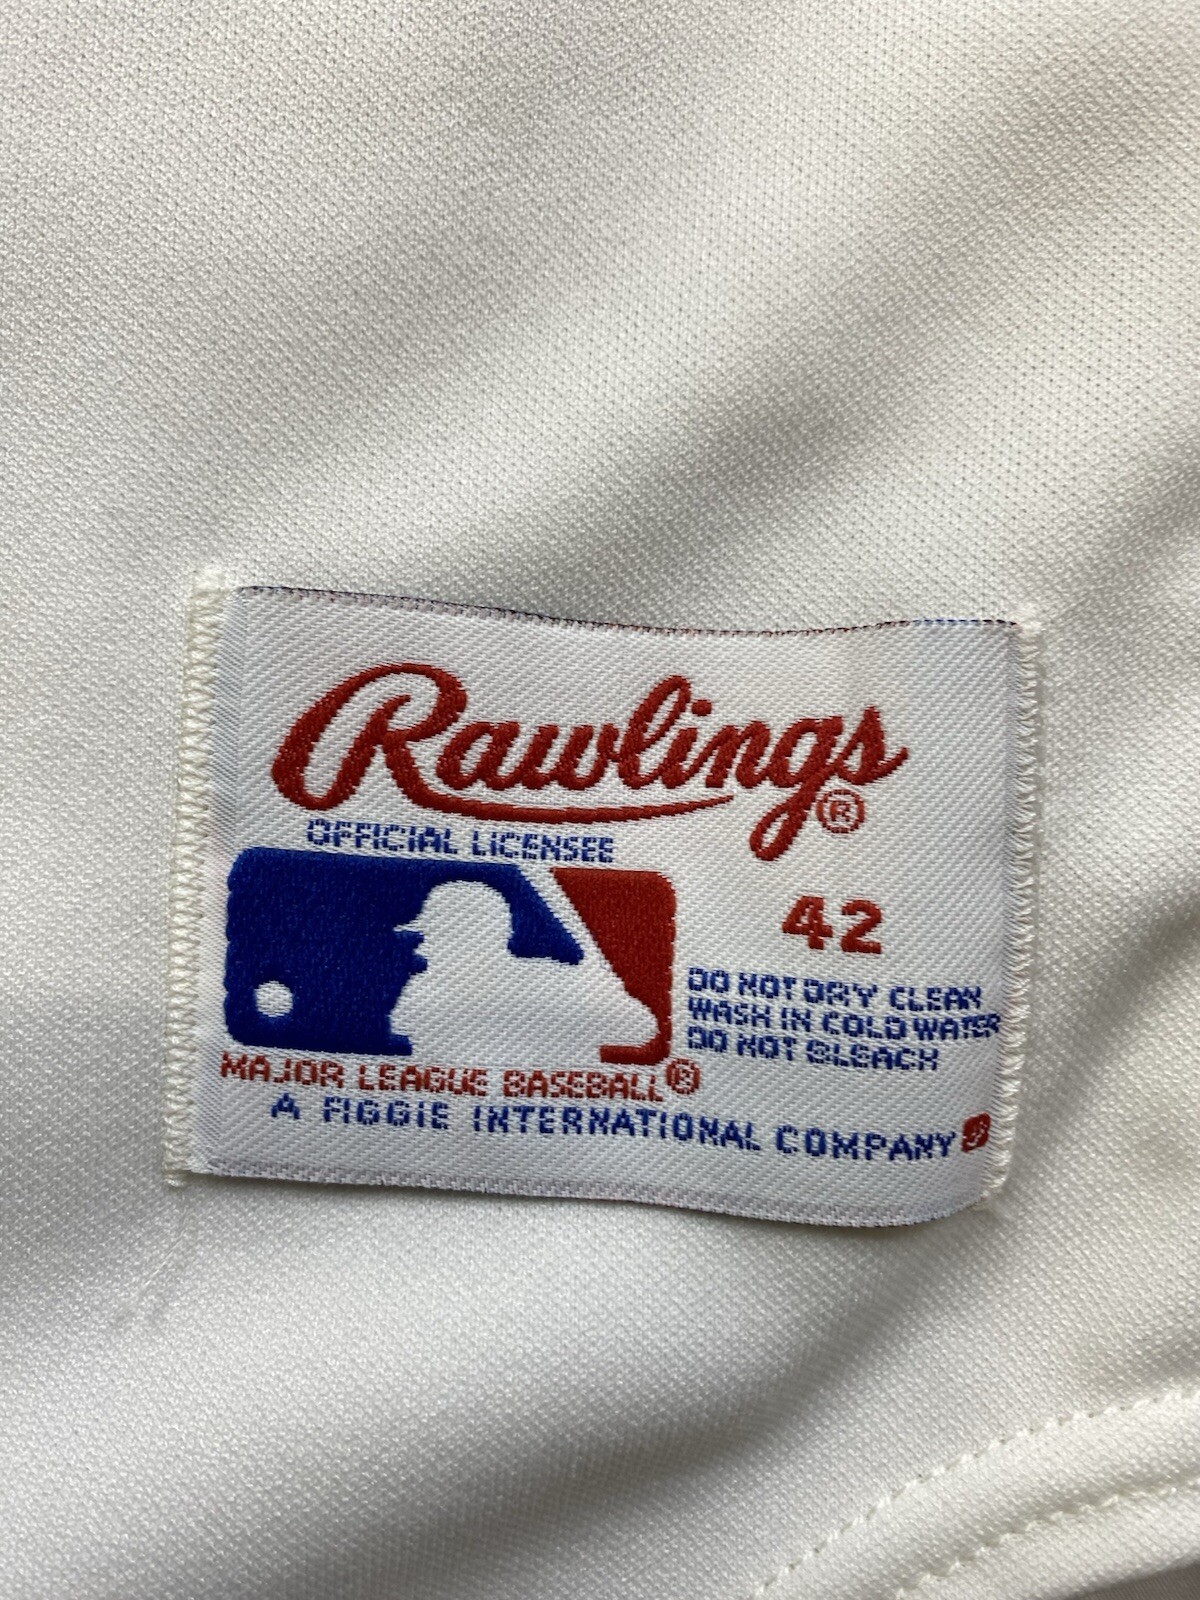 Rawlings®
OFFICIAL LICENSEE
42
DO NOT DRY CLEAN
WASH IN COLD WATER
DO NOT BLEACH
MAJOR LEAGUE BASEBALL®
A FIGGIE INTERNATIONAL COMPANY